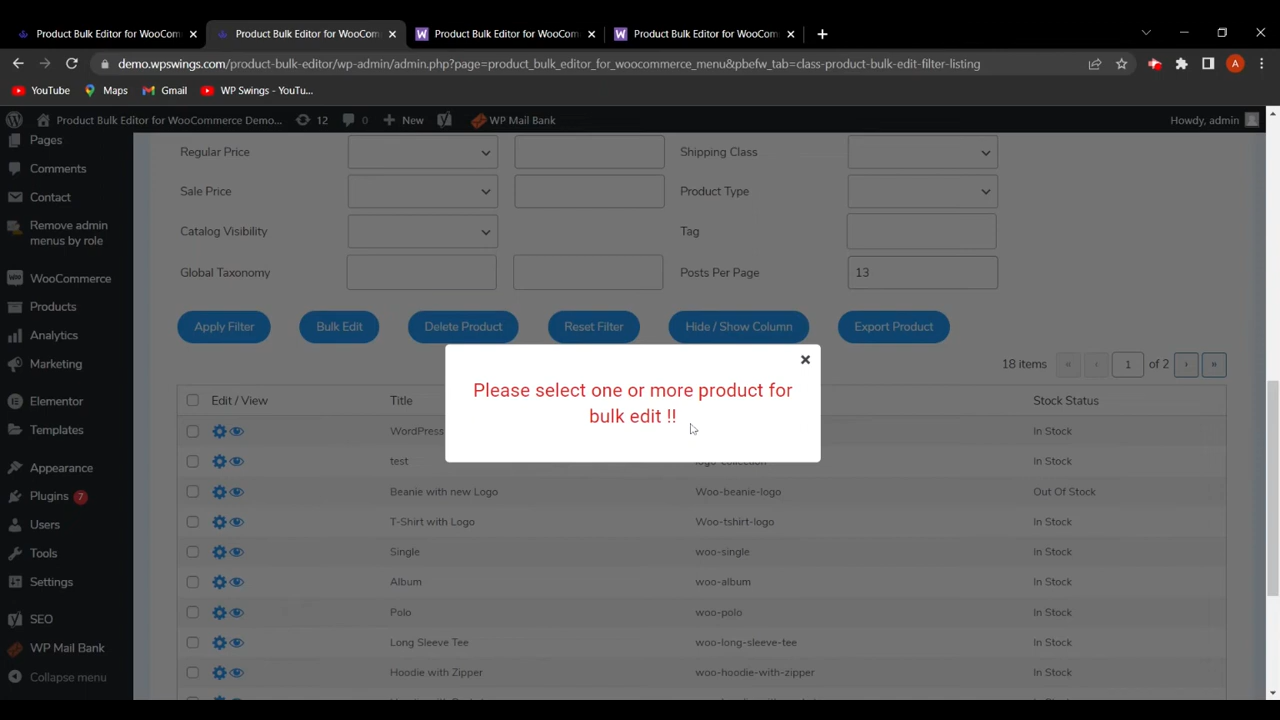 Product Bulk Editor for WooCom
Product Bulk Editor for WooCom
Product Bulk Editor for WooCom
Product Bulk Editor for WooCom
demo.wpswings.com/product-bulk-editor/wp-admin/admin.php?page=product_bulk_editor_for_woocommerce_menu&pbefw_tab=class-product-bulk-edit-filter-listing
A
YouTube
Maps
Gmail
WP Swings - YouTu...
Product Bulk Editor for WooCommerce Demo...
12
0
New
WP Mail Bank
Howdy, admin
Pages
Comments
Contact
Remove admin
menus by role
WooCommerce
Products
Analytics
Marketing
Elementor
Templates
Appearance
Plugins 7
Users
Tools
Settings
SEO
WP Mail Bank
Collapse menu
Regular Price
Shipping Class
Sale Price
Product Type
Catalog Visibility
Tag
Global Taxonomy
Posts Per Page
13
Apply Filter
Bulk Edit
Delete Product
Reset Filter
Hide / Show Column
Export Product
Please select one or more product for
bulk edit !!
18 items « ‹ 1 of 2 › »
Edit / View Title Stock Status
WordPress In Stock
test logo-collection In Stock
Beanie with new Logo Woo-beanie-logo Out Of Stock
T-Shirt with Logo Woo-tshirt-logo In Stock
Single woo-single In Stock
Album woo-album In Stock
Polo woo-polo In Stock
Long Sleeve Tee woo-long-sleeve-tee In Stock
Hoodie with Zipper woo-hoodie-with-zipper In Stock